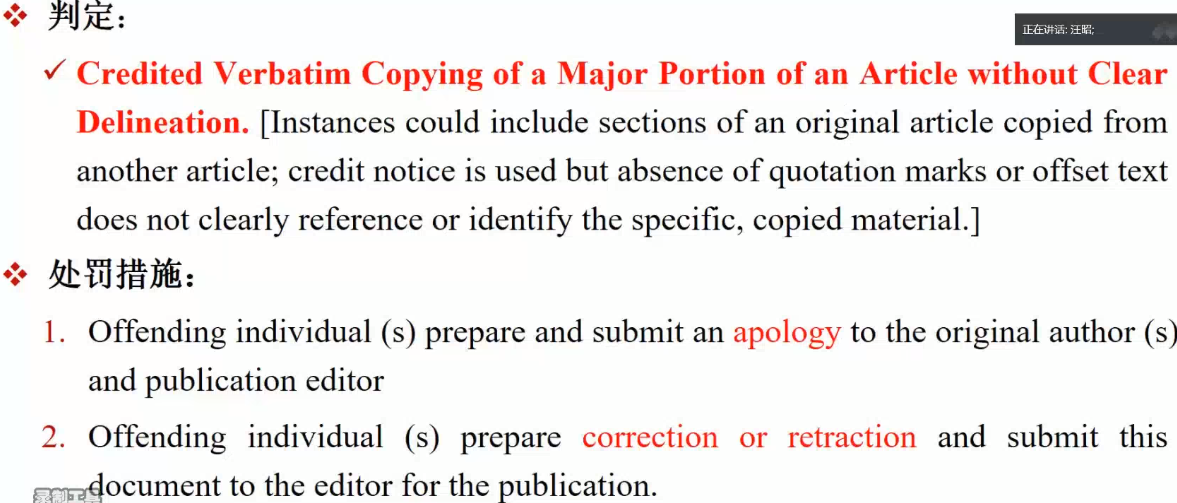 判定：
正在讲话: 汪昭;
✓ Credited Verbatim Copying of a Major Portion of an Article without Clear
Delineation. [Instances could include sections of an original article copied from
another article; credit notice is used but absence of quotation marks or offset text
does not clearly reference or identify the specific, copied material.]
处罚措施：
1. Offending individual (s) prepare and submit an apology to the original author (s)
and publication editor
2. Offending individual (s) prepare correction or retraction and submit this
document to the editor for the publication.
录制工具